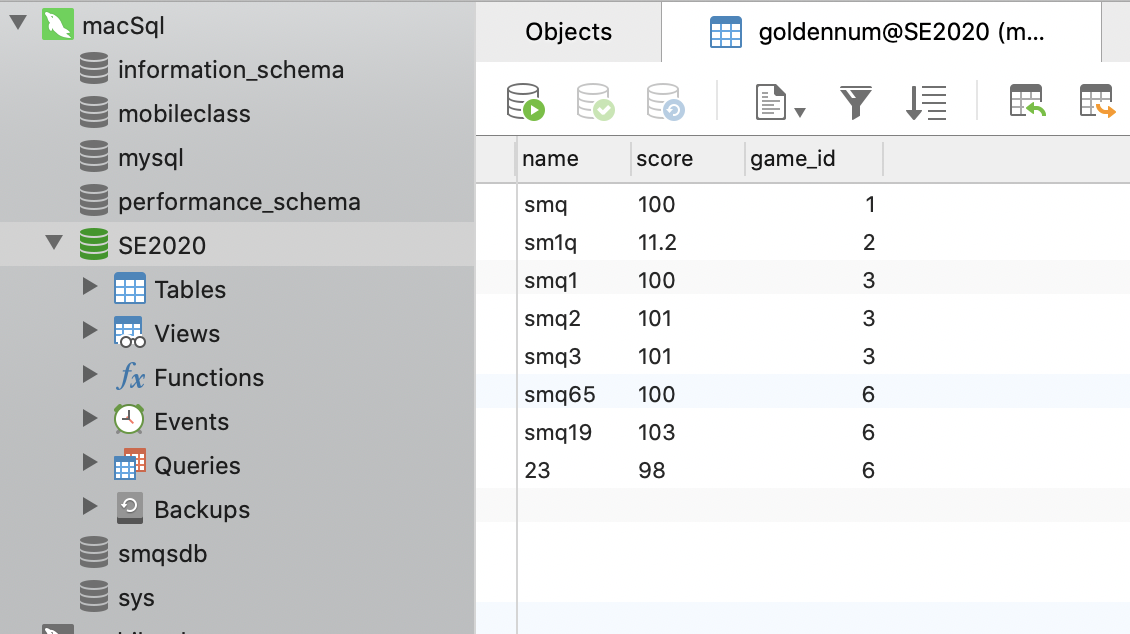 macSql
information_schema
mobileclass
mysql
performance_schema
SE2020
Tables
Views
fx Functions
Events
Queries
Backups
smqsdb
sys
Objects
goldennum@SE2020 (m...
name score game_id
smq 100 1
sm1q 11.2 2
smq1 100 3
smq2 101 3
smq3 101 3
smq65 100 6
smq19 103 6
23 98 6